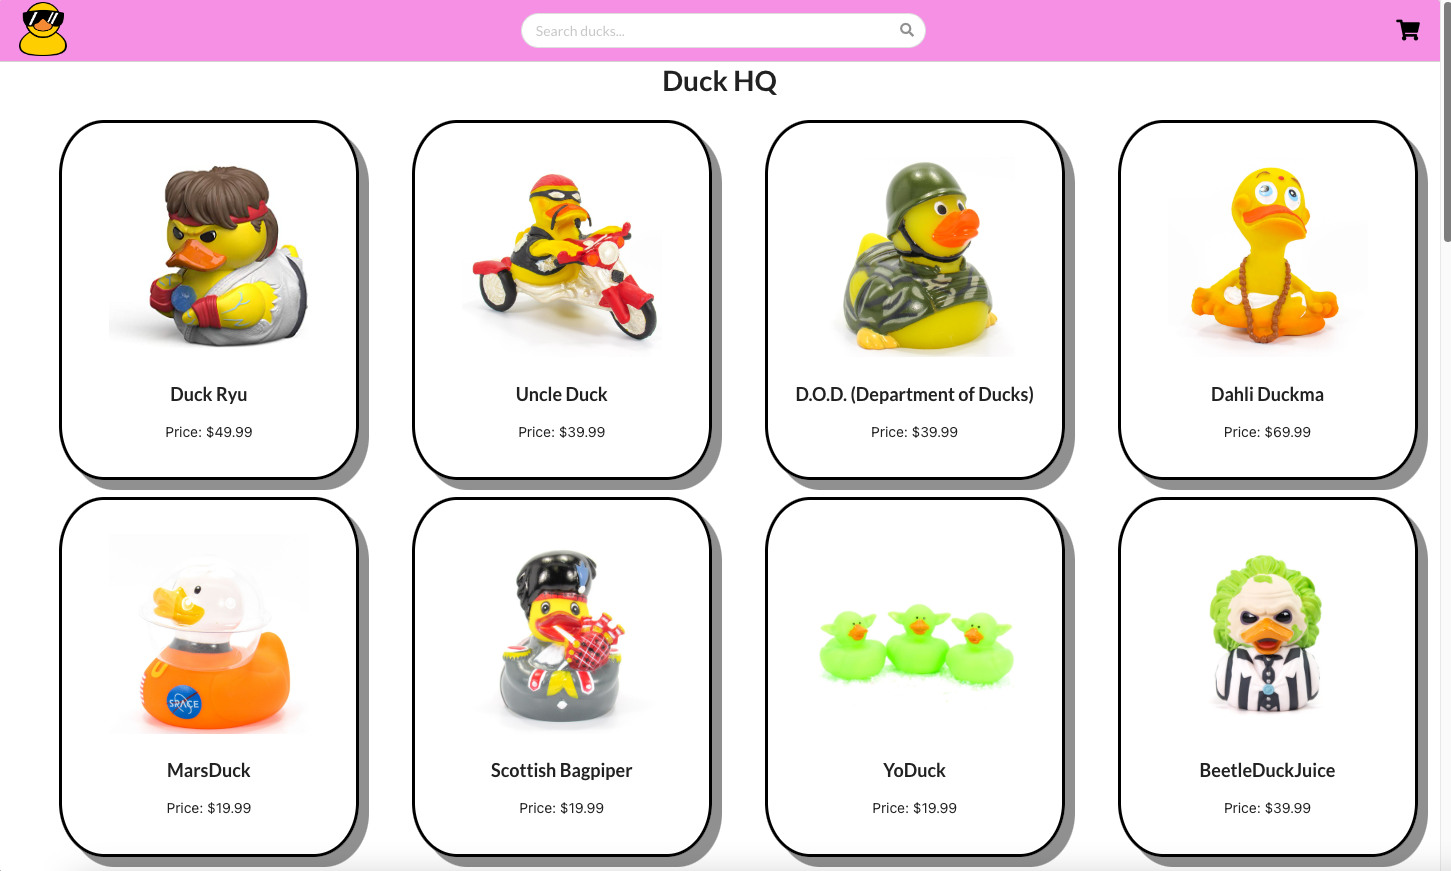 Search ducks...
Duck HQ
Duck Ryu
Price: $49.99
Uncle Duck
Price: $39.99
D.O.D. (Department of Ducks)
Price: $39.99
Dahli Duckma
Price: $69.99
SPACE
MarsDuck
Price: $19.99
Scottish Bagpiper
Price: $19.99
YoDuck
Price: $19.99
BeetleDuckJuice
Price: $39.99